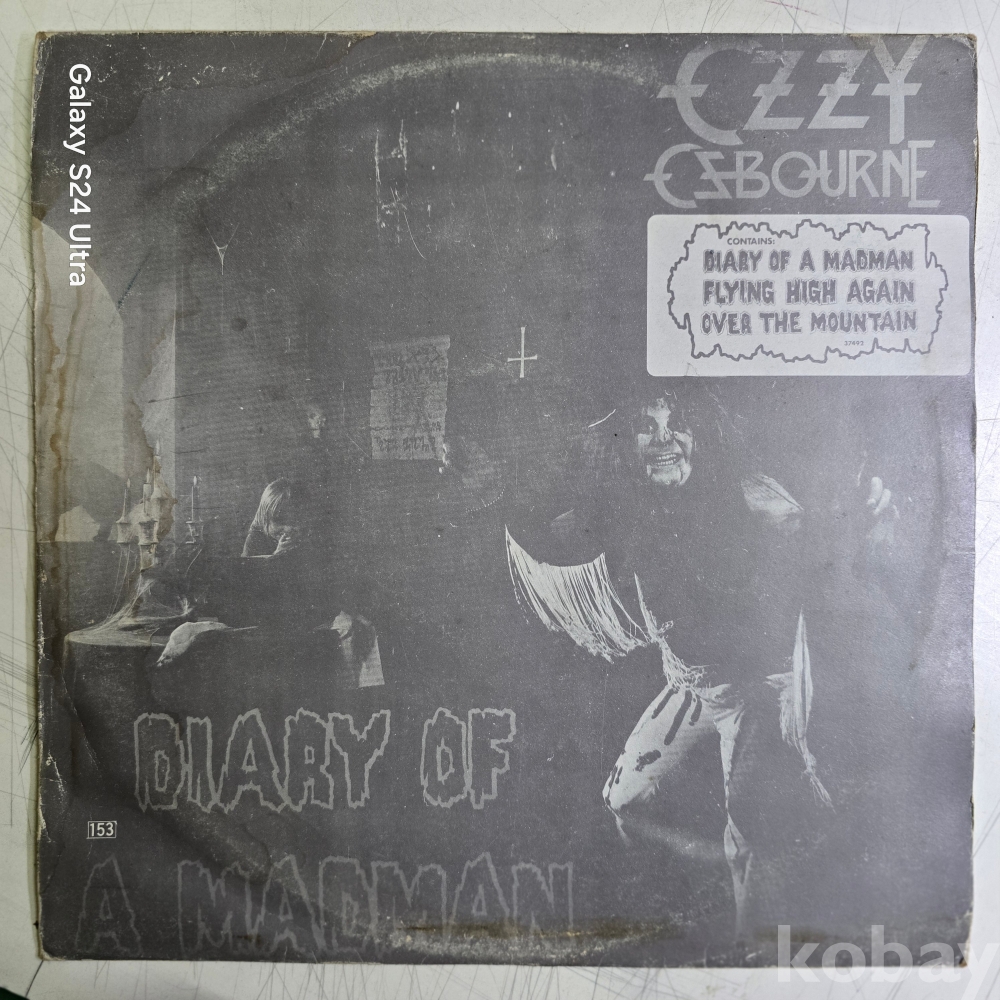 OZZY
OSBOURNE
CONTAINS:
DIARY OF A MADMAN
FLYING HIGH AGAIN
OVER THE MOUNTAIN
37492
DIARY OF
A MADMAN
153
Galaxy S24 Ultra
kobay